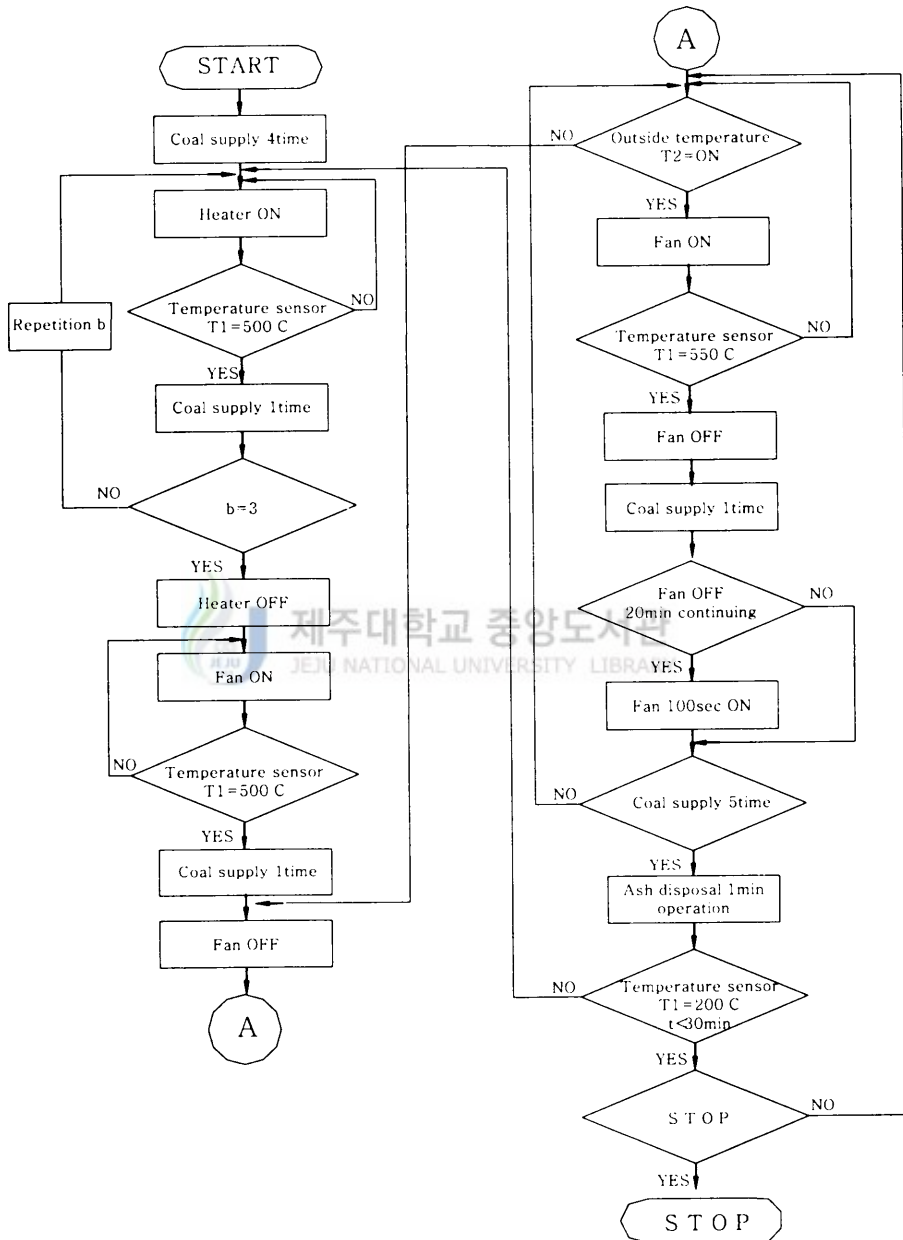 START
Coal supply 4time
Heater ON
Temperature sensor
T1=500 C
NO
Repetition b
YES
Coal supply 1time
NO
b=3
YES
Heater OFF
Fan ON
NO
Temperature sensor
T1=500 C
YES
Coal supply 1time
Fan OFF
A
A
NO
Outside temperature
T2=ON
YES
Fan ON
Temperature sensor
T1=550 C
NO
YES
Fan OFF
Coal supply 1time
Fan OFF
20min continuing
NO
YES
Fan 100sec ON
NO
Coal supply 5time
YES
Ash disposal 1min
operation
NO
Temperature sensor
T1=200 C
t<30min
YES
STOP
NO
YES
STOP
제주대학교 중앙도서관
JEJU NATIONAL UNIVERSITY LIBRARY
JEJU